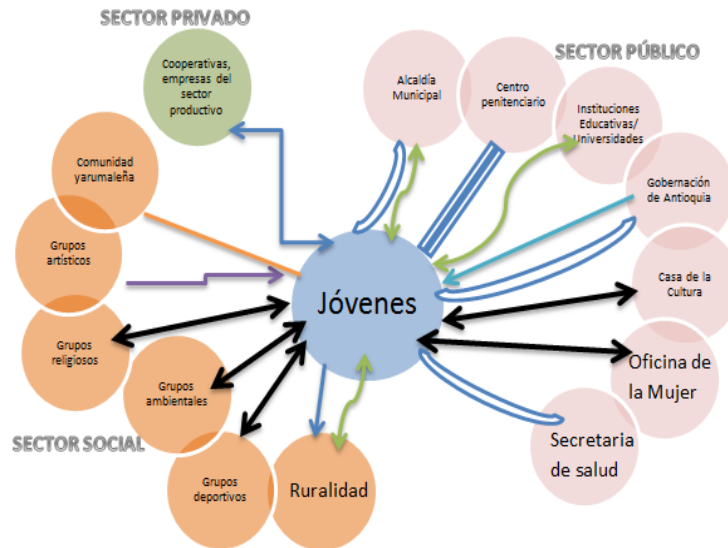 SECTOR PRIVADO
Cooperativas,
empresas del
sector
productivo
SECTOR PÚBLICO
Alcaldía
Municipal
Centro
penitenciario
Instituciones
Educativas/
Universidades
Gobernación
de Antioquia
Casa de la
Cultura
Oficina de
la Mujer
Secretaria
de salud
Jóvenes
Comunidad
yarumaleña
Grupos
artísticos
Grupos
religiosos
Grupos
ambientales
SECTOR SOCIAL
Grupos
deportivos
Ruralidad